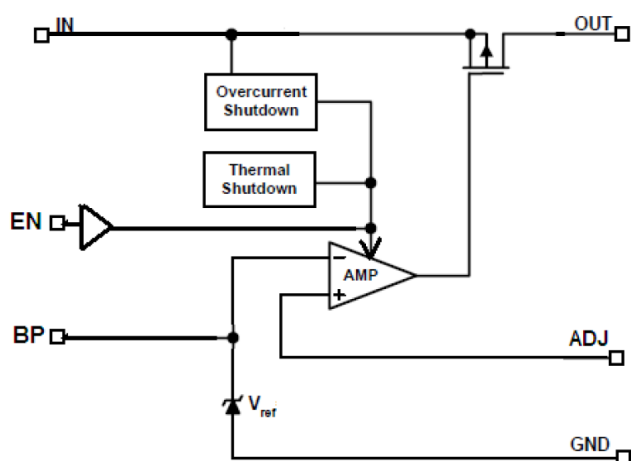 IN
OUT
Overcurrent
Shutdown
Thermal
Shutdown
EN
AMP
−
+
BP
ADJ
Vref
GND